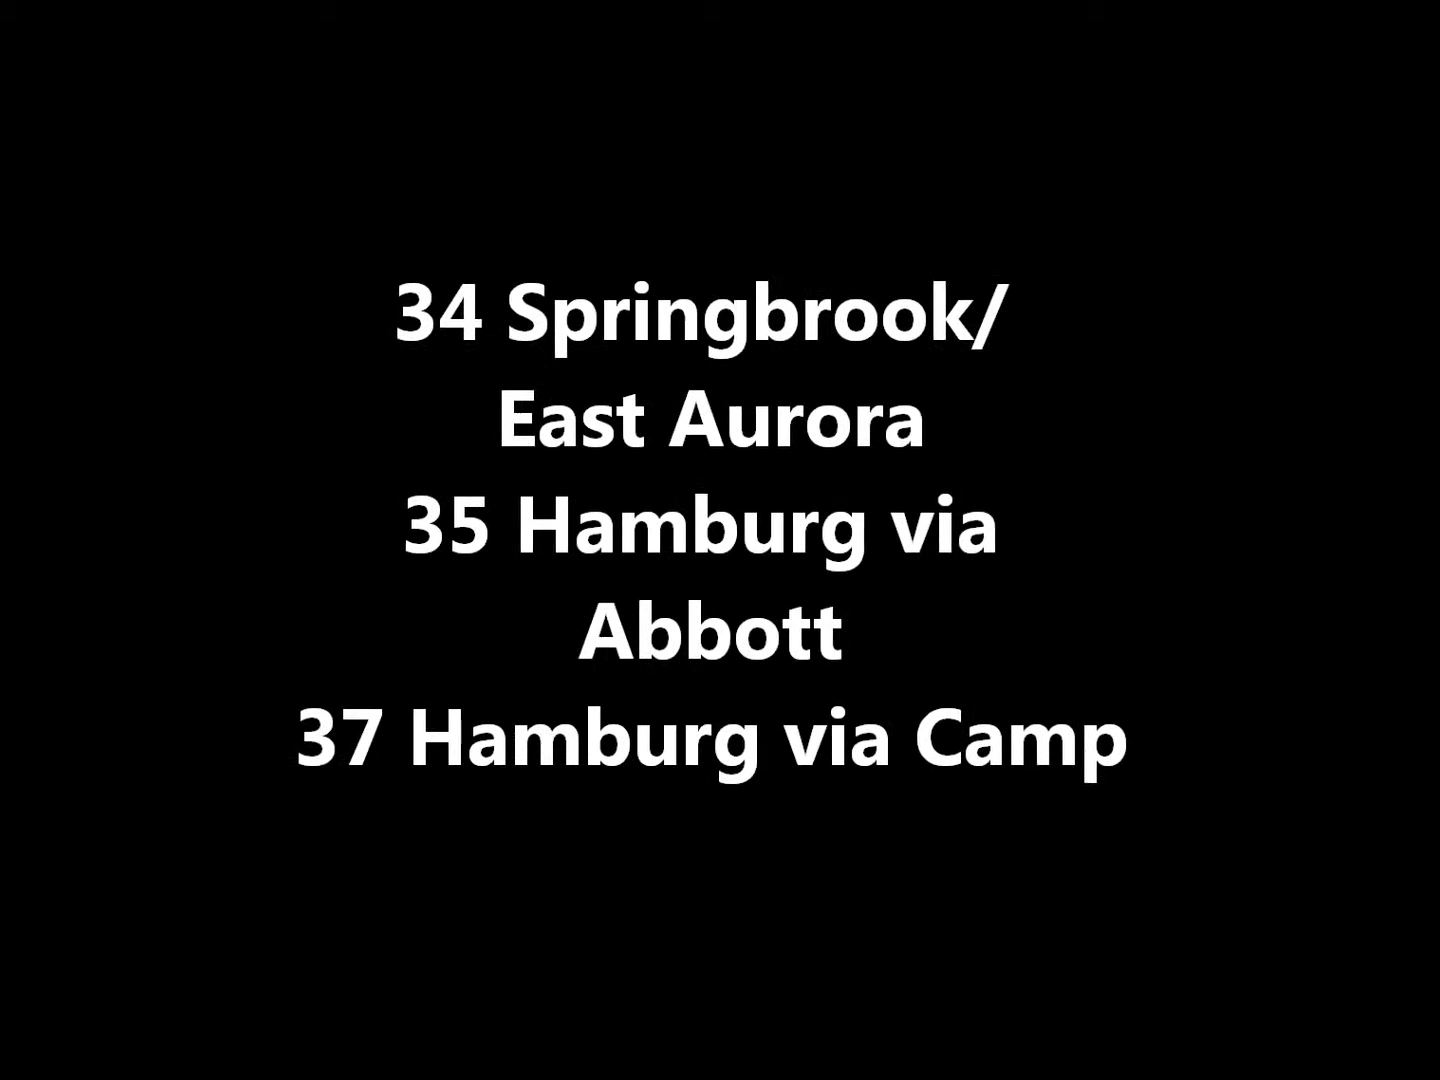 34 Springbrook/
East Aurora
35 Hamburg via
Abbott
37 Hamburg via Camp